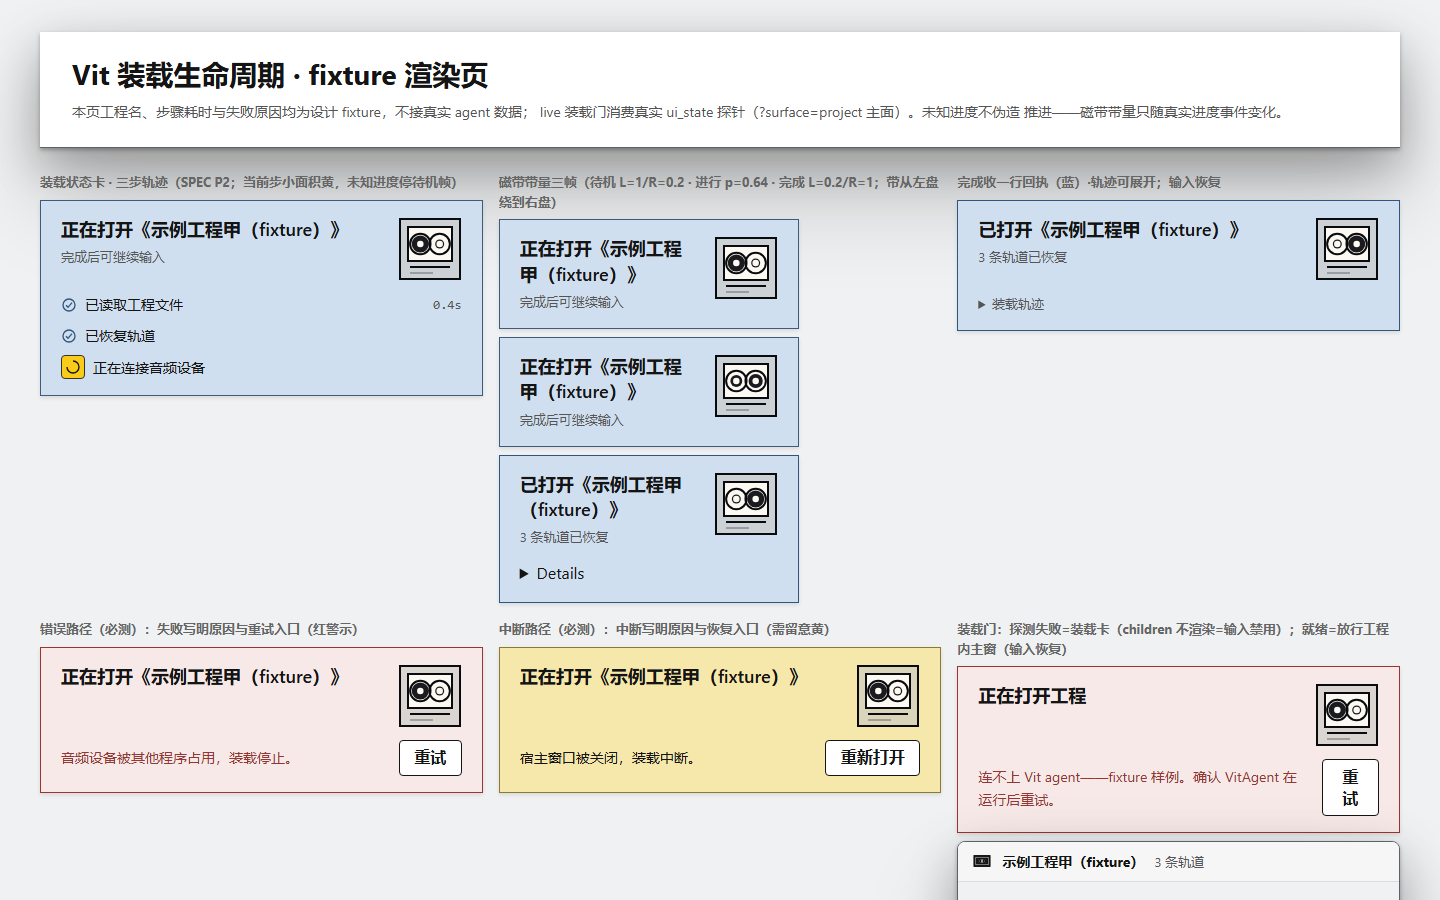 Vit 装载生命周期 · fixture 渲染页
本页工程名、步骤耗时与失败原因均为设计 fixture，不接真实 agent 数据； live 装载门消费真实 ui_state 探针（?surface=project 主面）。未知进度不伪造 推进——磁带带量只随真实进度事件变化。
装载状态卡 · 三步轨迹（SPEC P2；当前步小面积黄，未知进度停待机帧）
正在打开《示例工程甲（fixture）》
完成后可继续输入
已读取工程文件 0.4s
已恢复轨道
正在连接音频设备
磁带带量三帧（待机 L=1/R=0.2 · 进行 p=0.64 · 完成 L=0.2/R=1；带从左盘
绕到右盘）
正在打开《示例工程
甲（fixture）》
完成后可继续输入
正在打开《示例工程
甲（fixture）》
完成后可继续输入
已打开《示例工程甲
（fixture）》
3 条轨道已恢复
▶ Details
完成收一行回执（蓝）·轨迹可展开；输入恢复
已打开《示例工程甲（fixture）》
3 条轨道已恢复
▶ 装载轨迹
错误路径（必测）：失败写明原因与重试入口（红警示）
正在打开《示例工程甲（fixture）》
音频设备被其他程序占用，装载停止。
重试
中断路径（必测）：中断写明原因与恢复入口（需留意黄）
正在打开《示例工程甲（fixture）》
宿主窗口被关闭，装载中断。
重新打开
装载门：探测失败=装载卡（children 不渲染=输入禁用）；就绪=放行工程
内主窗（输入恢复）
正在打开工程
连不上 Vit agent——fixture 样例。确认 VitAgent 在
运行后重试。
重
试
示例工程甲（fixture） 3 条轨道